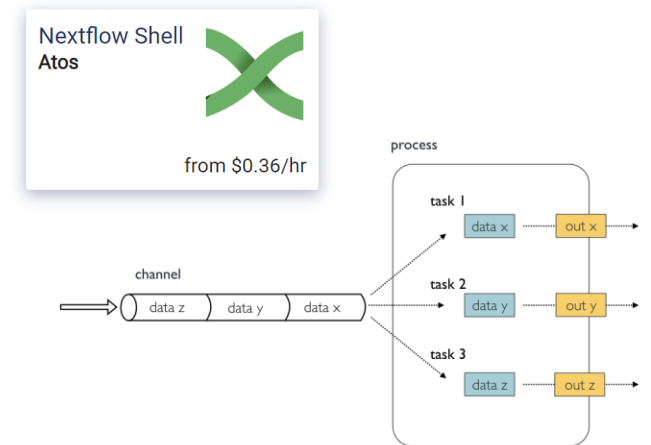 Nextflow Shell
Atos
from $0.36/hr
process
task 1
data x
out x
channel
data z
data y
data x
task 2
data y
out y
task 3
data z
out z